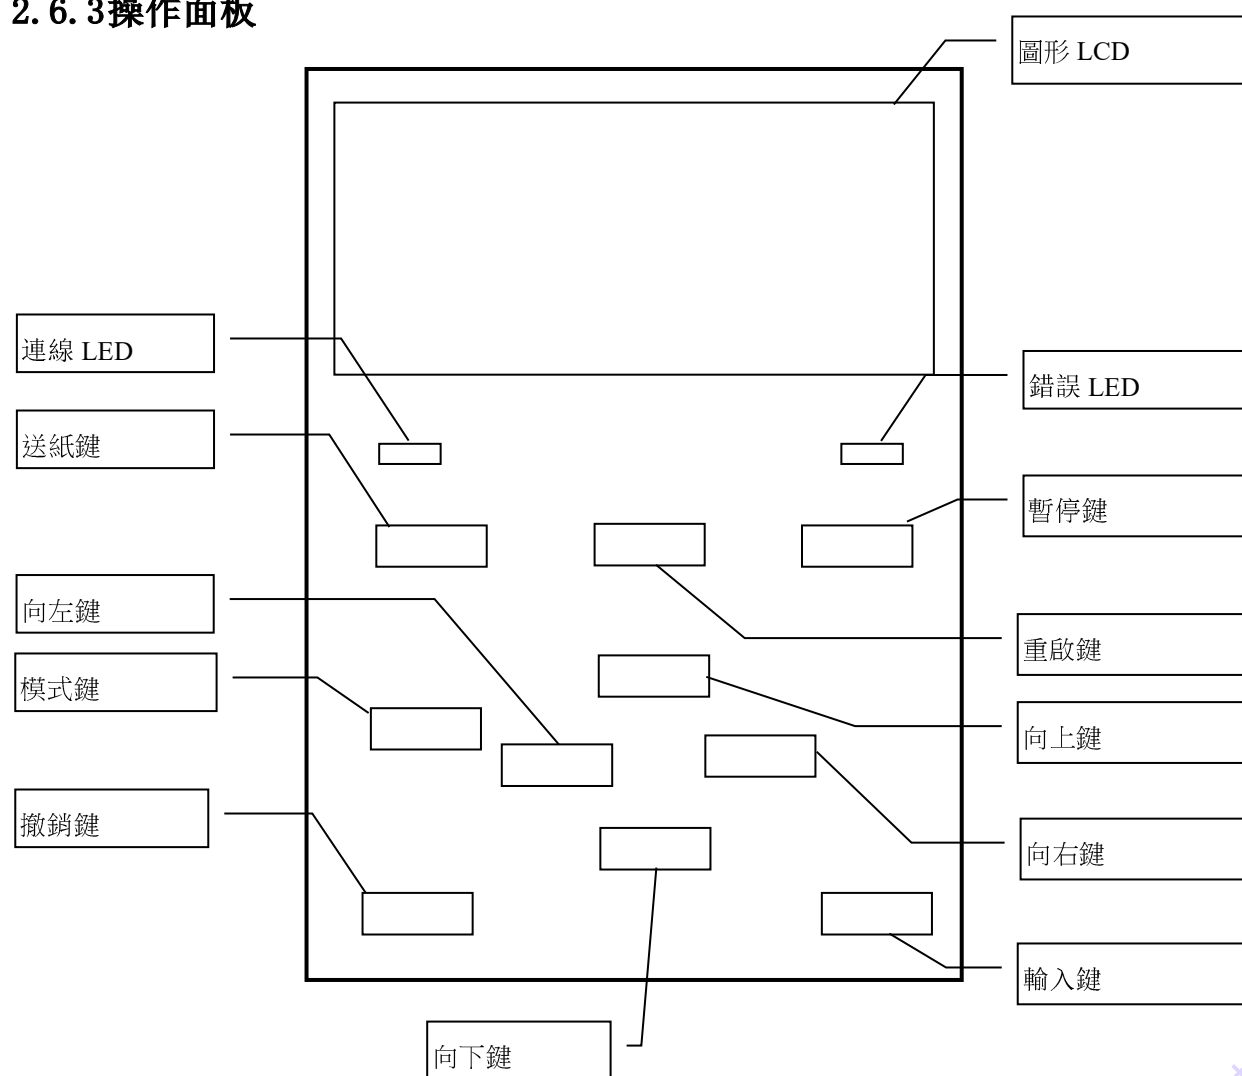 2.6.3操作面板
圖形 LCD
連線 LED
錯誤 LED
送紙鍵
暫停鍵
向左鍵
重啟鍵
模式鍵
向上鍵
撤銷鍵
向右鍵
輸入鍵
向下鍵